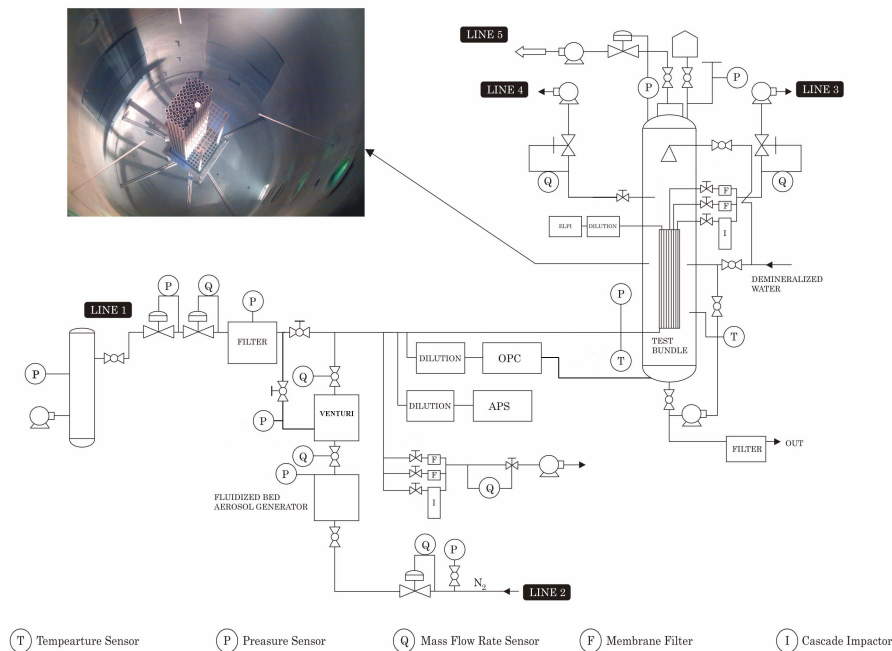 LINE 5
P
P
LINE 4
LINE 3
Q
Q
F
F
I
ELPI
DILUTION
DEMINERALIZED
WATER
P
Q
LINE 1
P
P
FILTER
P
T
TEST
BUNDLE
T
Q
DILUTION
OPC
VENTURI
DILUTION
APS
P
Q
P
FLUIDIZED BED
AEROSOL GENERATOR
F
F
I
Q
FILTER
OUT
Q
P
N2
LINE 2
T Tempearture Sensor
P Preasure Sensor
Q Mass Flow Rate Sensor
F Membrane Filter
I Cascade Impactor